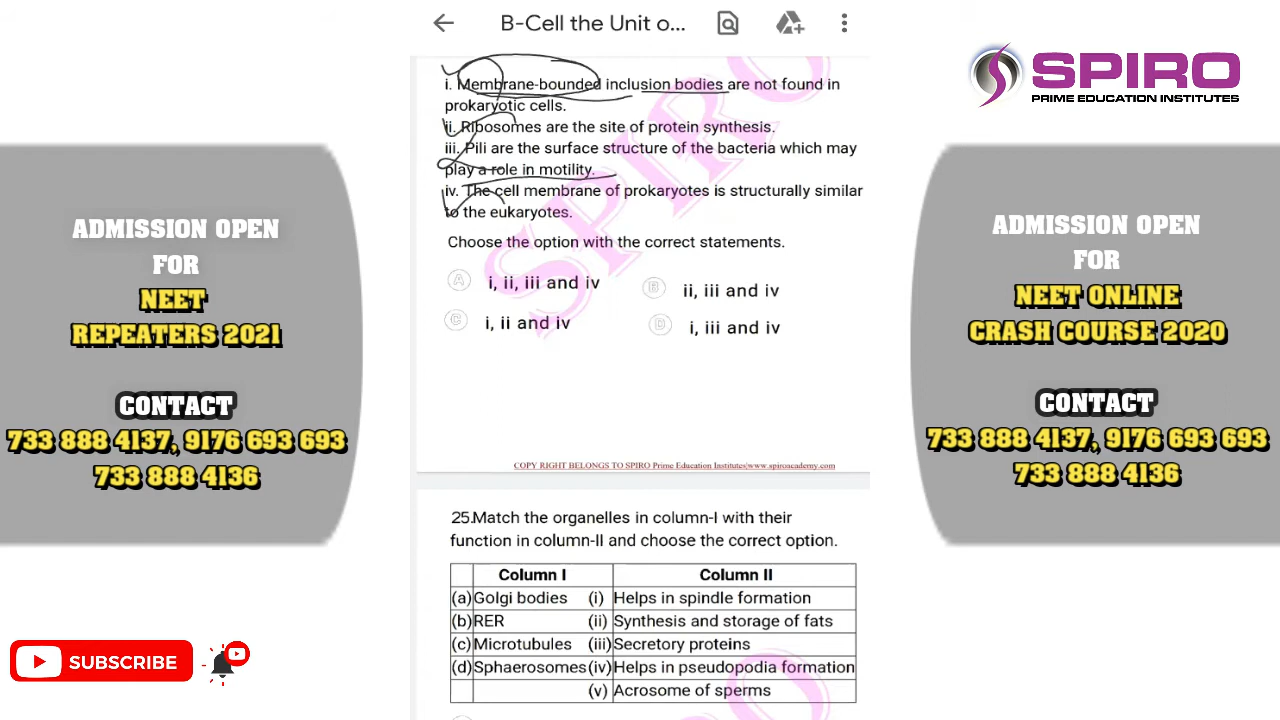 B-Cell the Unit o...
SPIRO
PRIME EDUCATION INSTITUTES
i. Membrane-bounded inclusion bodies are not found in
prokaryotic cells.
ii. Ribosomes are the site of protein synthesis.
iii. Pili are the surface structure of the bacteria which may
play a role in motility.
iv. The cell membrane of prokaryotes is structurally similar
to the eukaryotes.
Choose the option with the correct statements.
A i, ii, iii and iv
B ii, iii and iv
C i, ii and iv
D i, iii and iv
SPIRO
COPY RIGHT BELONGS TO SPIRO Prime Education Institutes|www.spiroacademy.com
25.Match the organelles in column-I with their
function in column-II and choose the correct option.
Column I Column II
(a) Golgi bodies (i) Helps in spindle formation
(b) RER (ii) Synthesis and storage of fats
(c) Microtubules (iii) Secretory proteins
(d) Sphaerosomes (iv) Helps in pseudopodia formation
(v) Acrosome of sperms
ADMISSION OPEN
FOR
NEET
REPEATERS 2021
CONTACT
733 888 4137, 9176 693 693
733 888 4136
SUBSCRIBE
ADMISSION OPEN
FOR
NEET ONLINE
CRASH COURSE 2020
CONTACT
733 888 4137, 9176 693 693
733 888 4136